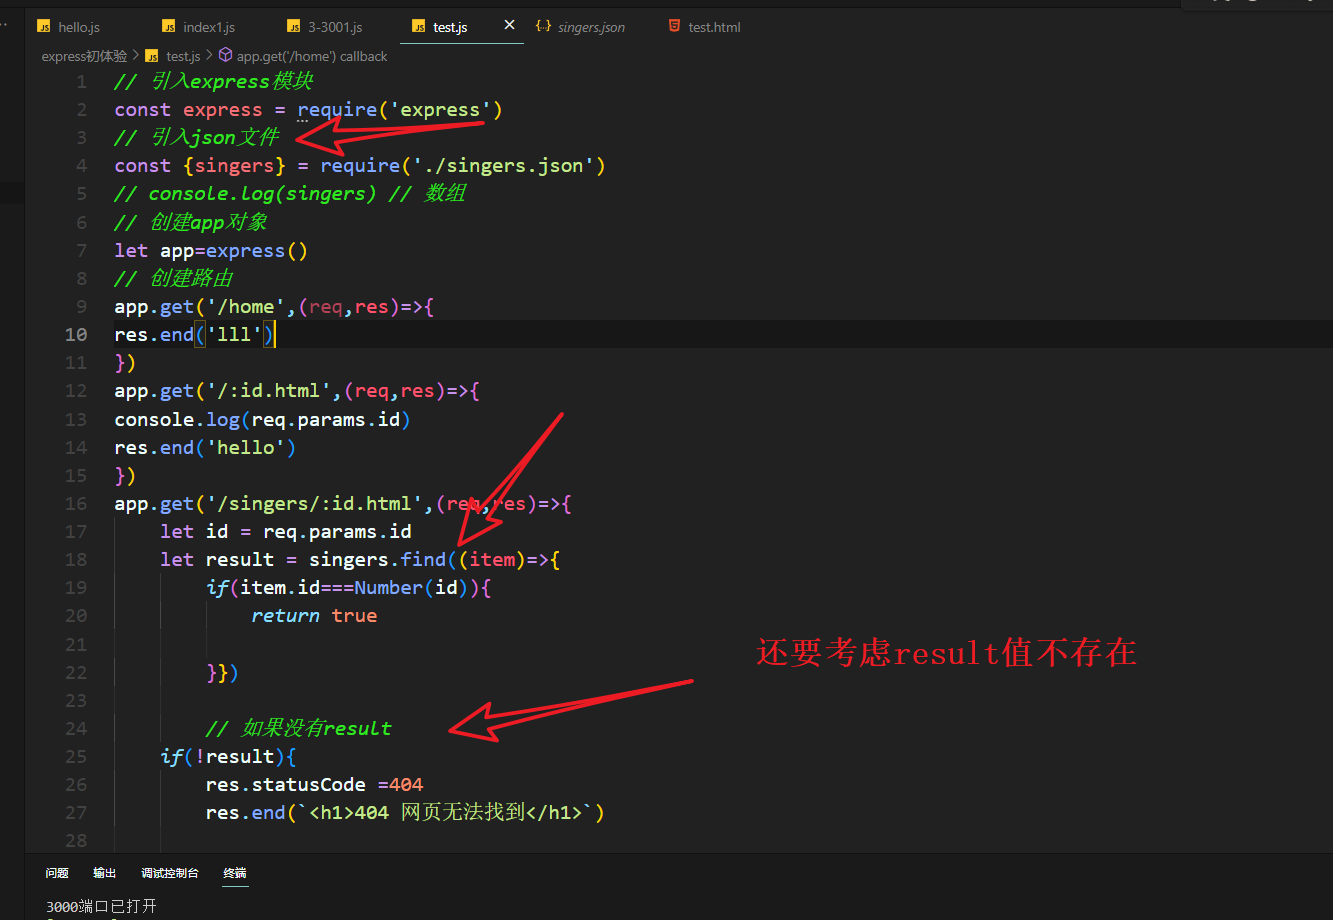 hello.js index1.js 3-3001.js test.js singers.json test.html
express初体验 > test.js > app.get('/home') callback
1 // 引入express模块
2 const express = require('express')
3 // 引入json文件
4 const {singers} = require('./singers.json')
5 // console.log(singers) // 数组
6 // 创建app对象
7 let app=express()
8 // 创建路由
9 app.get('/home',(req,res)=>{
10 res.end('lll')
11 })
12 app.get('/:id.html',(req,res)=>{
13 console.log(req.params.id)
14 res.end('hello')
15 })
16 app.get('/singers/:id.html',(req,res)=>{
17 let id = req.params.id
18 let result = singers.find((item)=>{
19 if(item.id===Number(id)){
20 return true
21
还要考虑result值不存在
22 }})
23
24 // 如果没有result
25 if(!result){
26 res.statusCode =404
27 res.end(`<h1>404 网页无法找到</h1>`)
28
问题 输出 调试控制台 终端
3000端口已打开